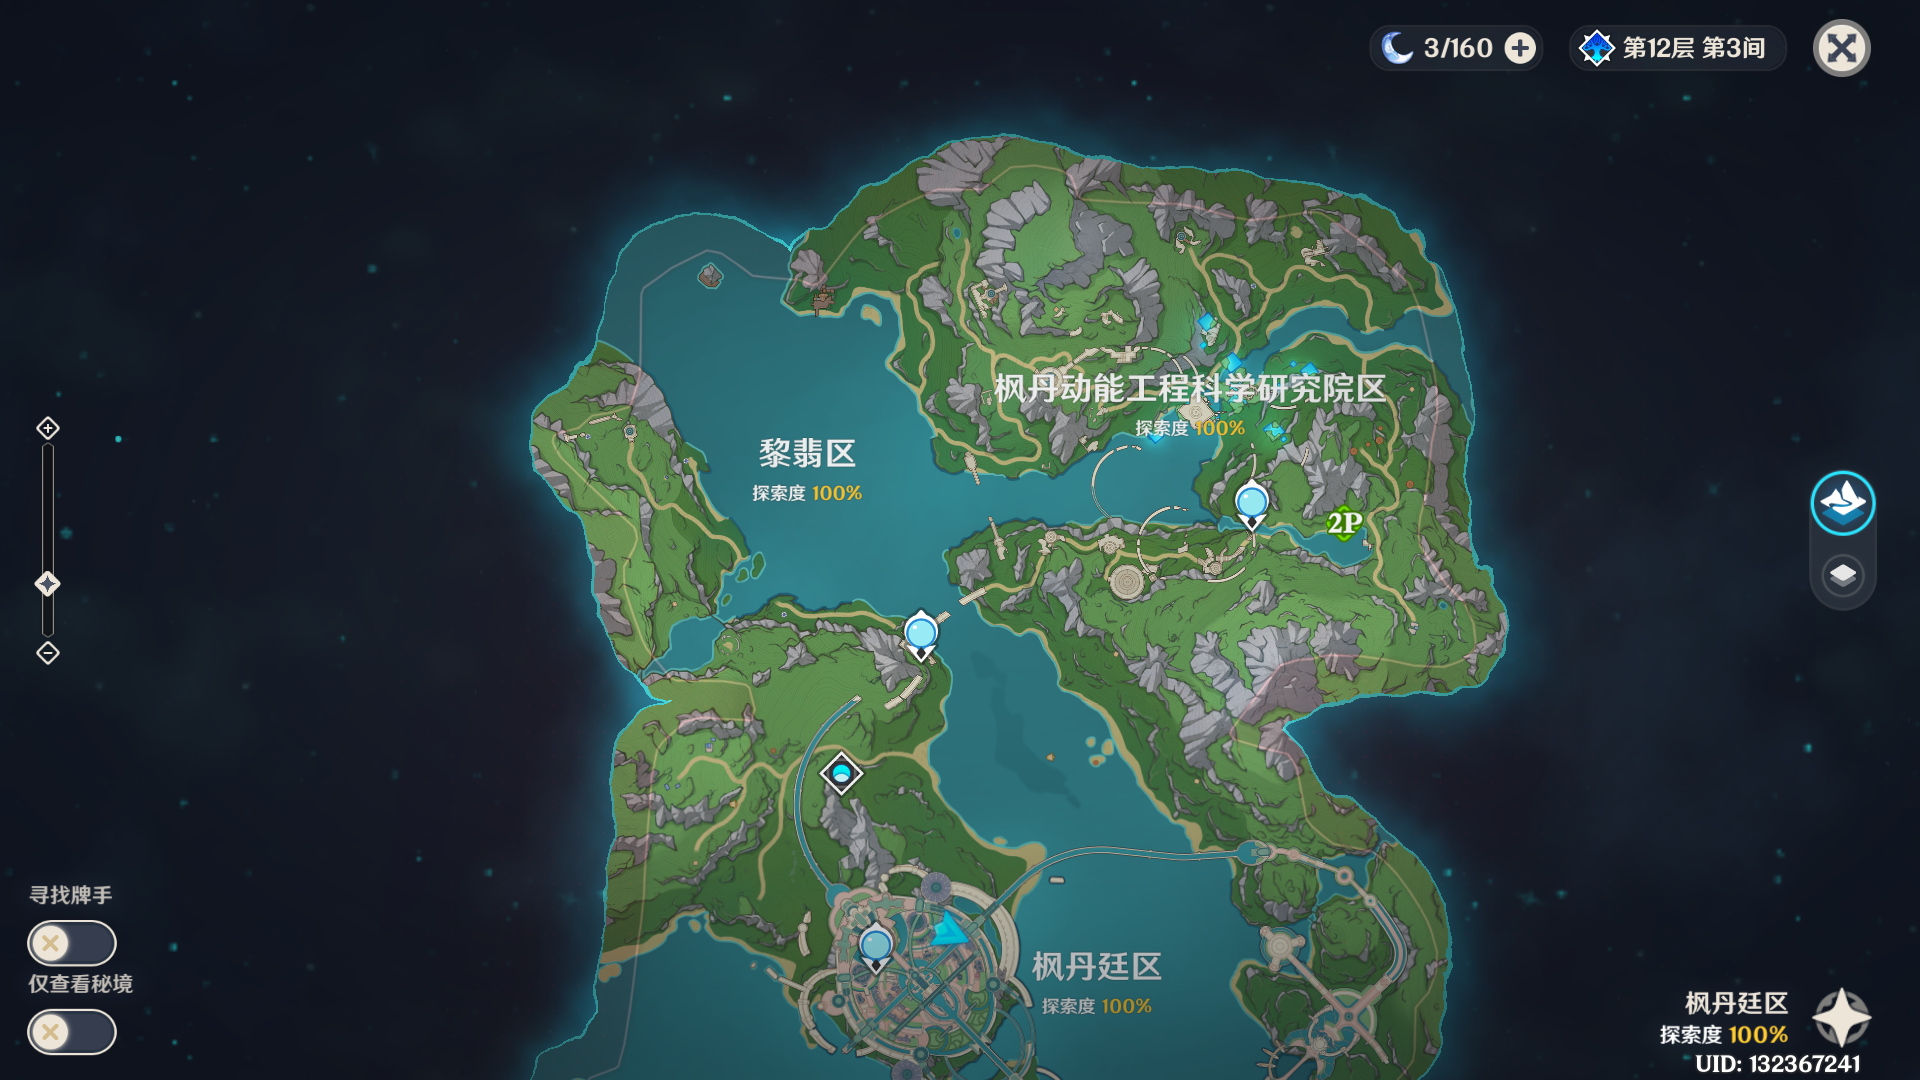 3/160
第12层 第3间
枫丹动能工程科学研究院区
探索度 100%
黎翡区
探索度 100%
2P
寻找牌手
仅查看秘境
枫丹廷区
探索度 100%
枫丹廷区
探索度 100%
UID: 132367241